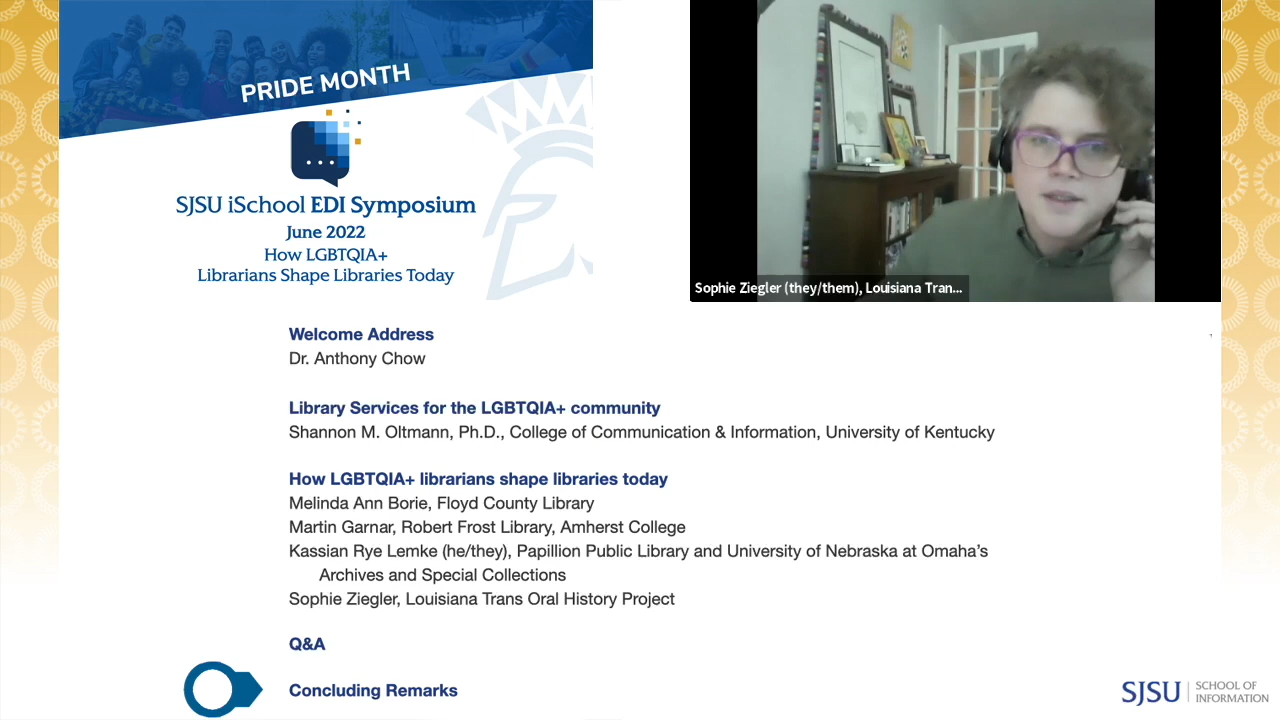 PRIDE MONTH
SJSU iSchool EDI Symposium
June 2022
How LGBTQIA+
Librarians Shape Libraries Today
Sophie Ziegler (they/them), Louisiana Tran...
Welcome Address
Dr. Anthony Chow
Library Services for the LGBTQIA+ community
Shannon M. Oltmann, Ph.D., College of Communication & Information, University of Kentucky
How LGBTQIA+ librarians shape libraries today
Melinda Ann Borie, Floyd County Library
Martin Garnar, Robert Frost Library, Amherst College
Kassian Rye Lemke (he/they), Papillion Public Library and University of Nebraska at Omaha’s
Archives and Special Collections
Sophie Ziegler, Louisiana Trans Oral History Project
Q&A
Concluding Remarks
SJSU | SCHOOL OF
INFORMATION